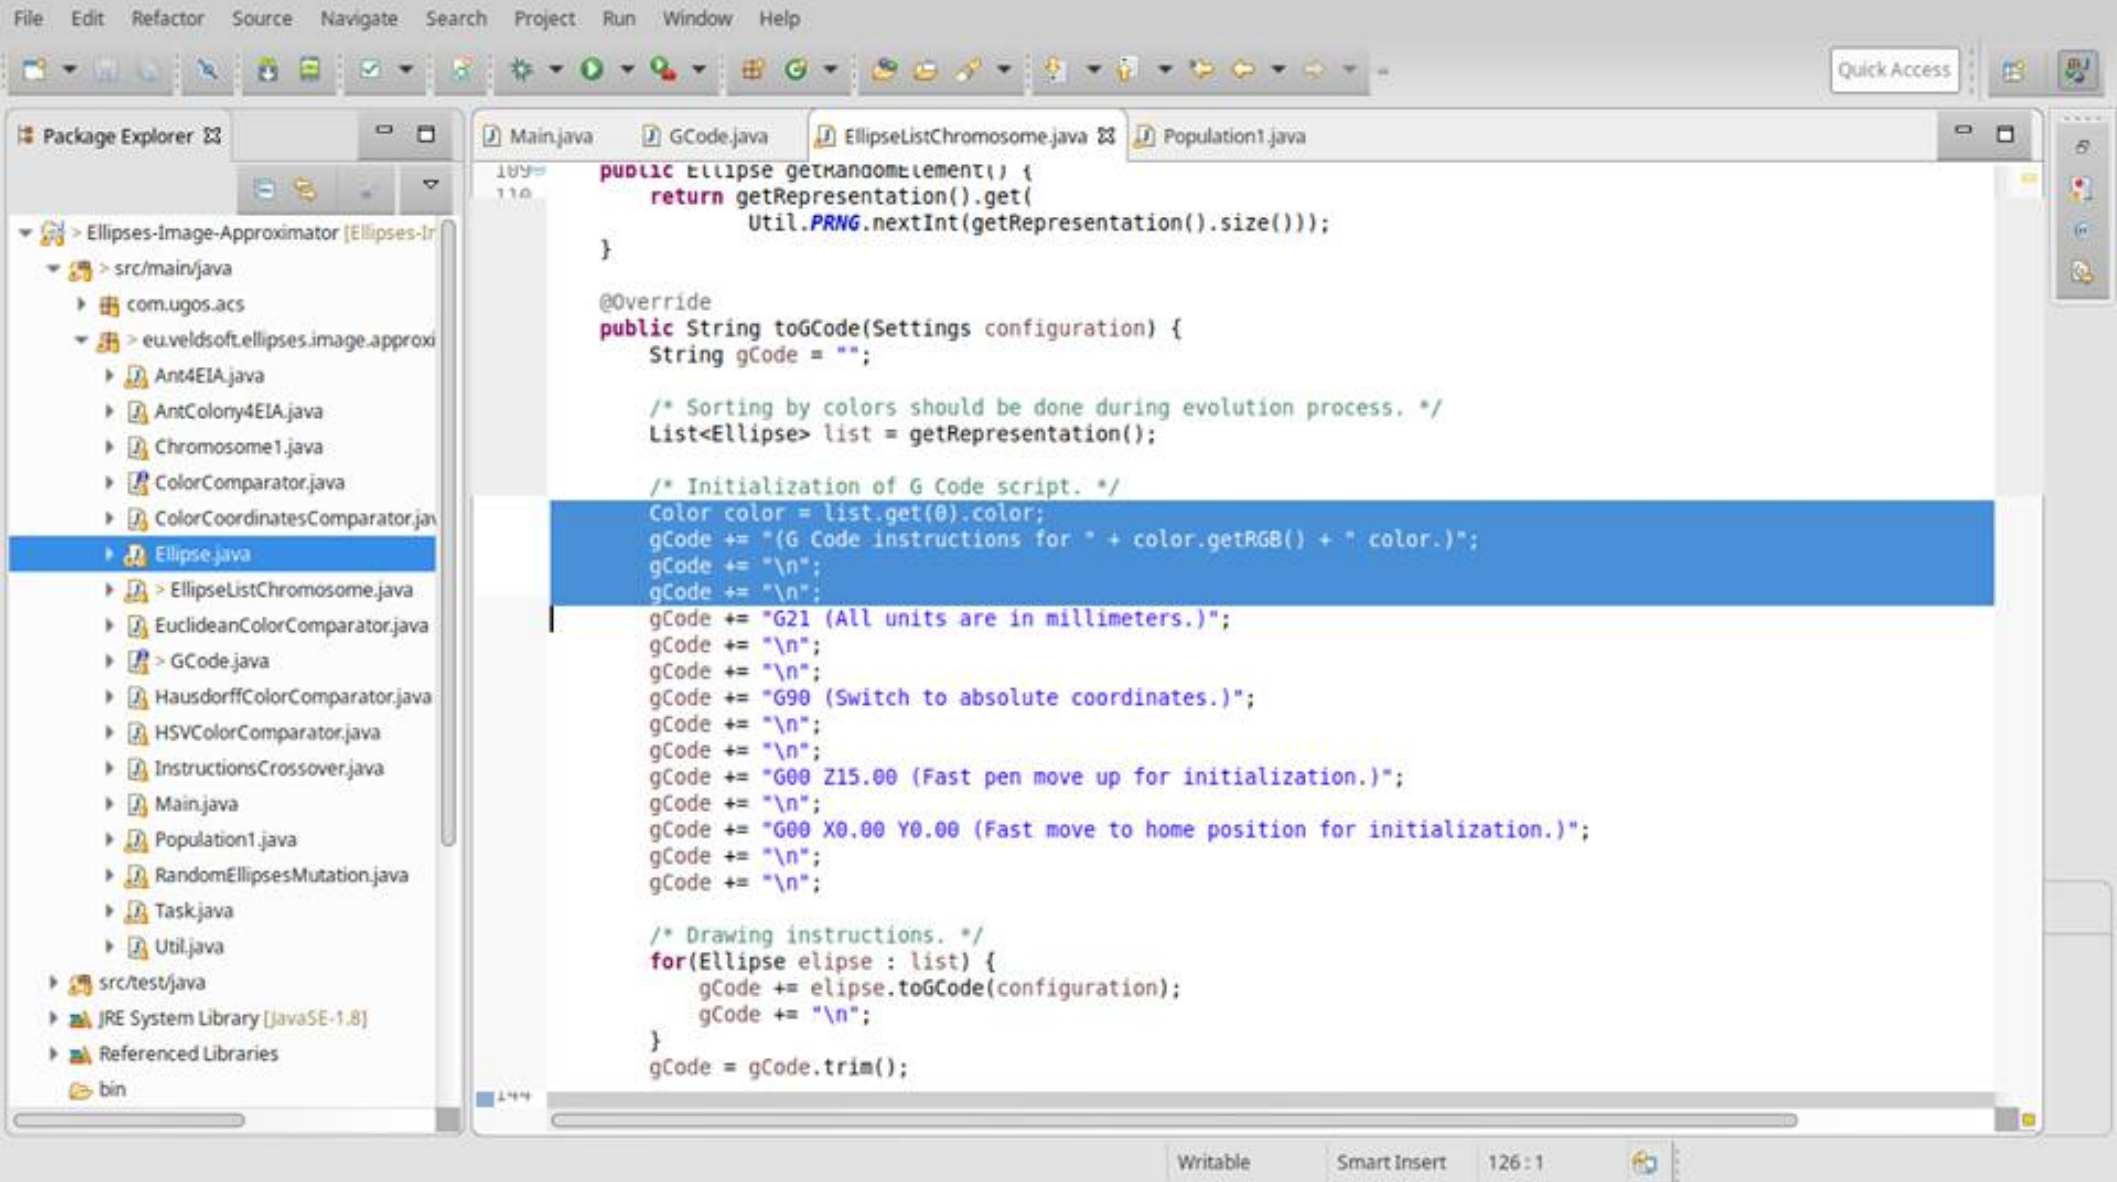 File Edit Refactor Source Navigate Search Project Run Window Help
Quick Access
Package Explorer
Main.java GCode.java EllipseListChromosome.java Population1.java
> Ellipses-Image-Approximator [Ellipses-Ir
> src/main/java
com.ugos.acs
> eu.veldsoft.ellipses.image.approxi
Ant4EIA.java
AntColony4EIA.java
Chromosome1.java
ColorComparator.java
ColorCoordinatesComparator.jav
Ellipse.java
> EllipseListChromosome.java
EuclideanColorComparator.java
> GCode.java
HausdorffColorComparator.java
HSVColorComparator.java
InstructionsCrossover.java
Main.java
Population1.java
RandomEllipsesMutation.java
Task.java
Util.java
src/test/java
JRE System Library [JavaSE-1.8]
Referenced Libraries
bin
109 public Ellipse getRandomElement() {
110 return getRepresentation().get(
Util.PRNG.nextInt(getRepresentation().size()));
}
@Override
public String toGCode(Settings configuration) {
String gCode = "";
/* Sorting by colors should be done during evolution process. */
List<Ellipse> list = getRepresentation();
/* Initialization of G Code script. */
Color color = list.get(0).color;
gCode += "(G Code instructions for " + color.getRGB() + " color.)";
gCode += "\n";
gCode += "\n";
gCode += "G21 (All units are in millimeters.)";
gCode += "\n";
gCode += "\n";
gCode += "G90 (Switch to absolute coordinates.)";
gCode += "\n";
gCode += "\n";
gCode += "G00 Z15.00 (Fast pen move up for initialization.)";
gCode += "\n";
gCode += "G00 X0.00 Y0.00 (Fast move to home position for initialization.)";
gCode += "\n";
gCode += "\n";
/* Drawing instructions. */
for(Ellipse elipse : list) {
gCode += elipse.toGCode(configuration);
gCode += "\n";
}
gCode = gCode.trim();
144
Writable Smart Insert 126 : 1